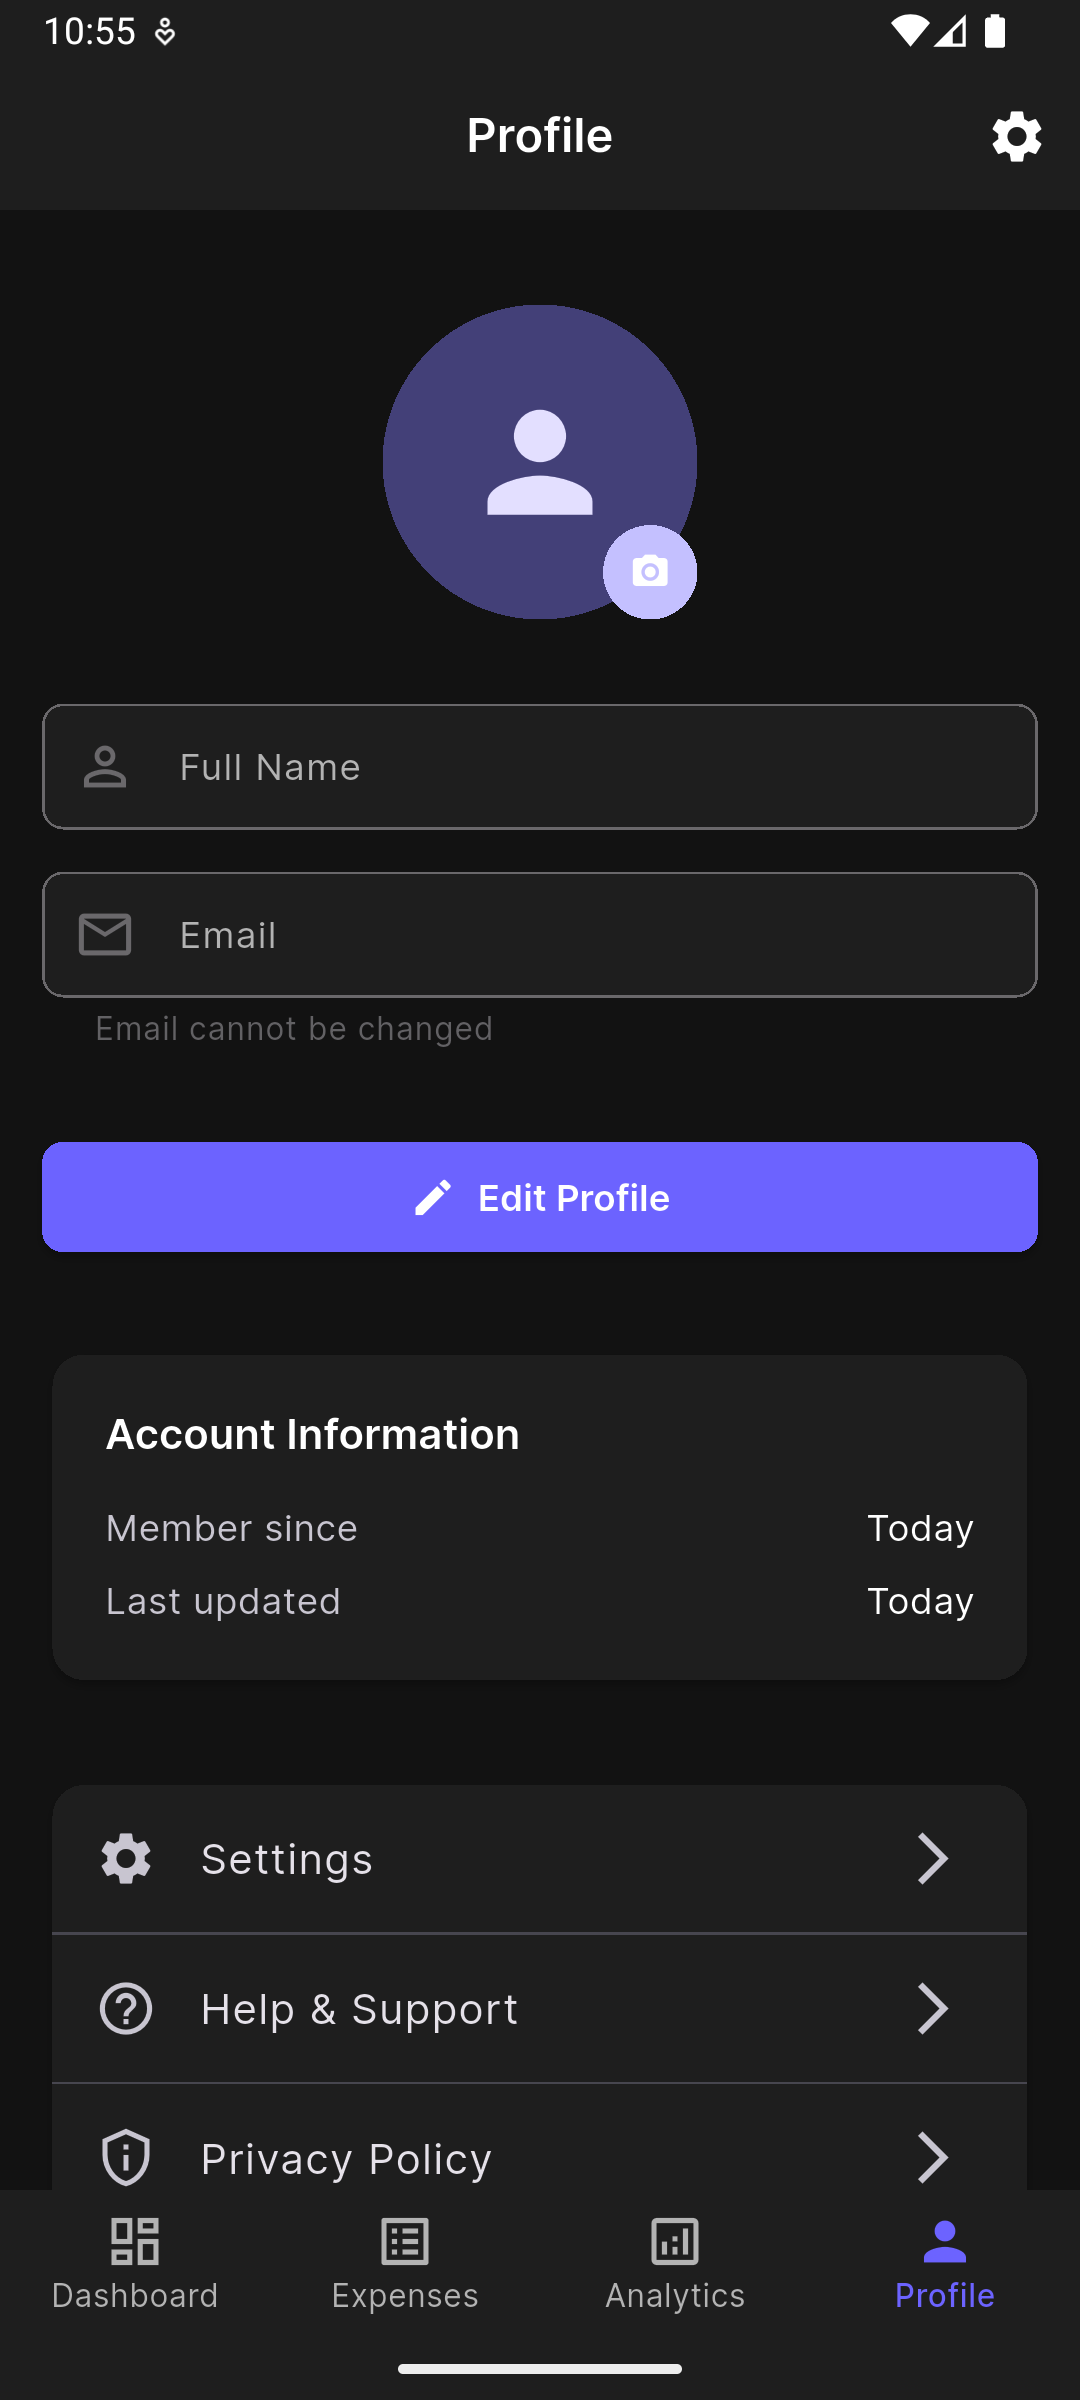 10:55
Profile
Full Name
Email
Email cannot be changed
Edit Profile
Account Information
Member since Today
Last updated Today
Settings
Help & Support
Privacy Policy
Dashboard Expenses Analytics Profile